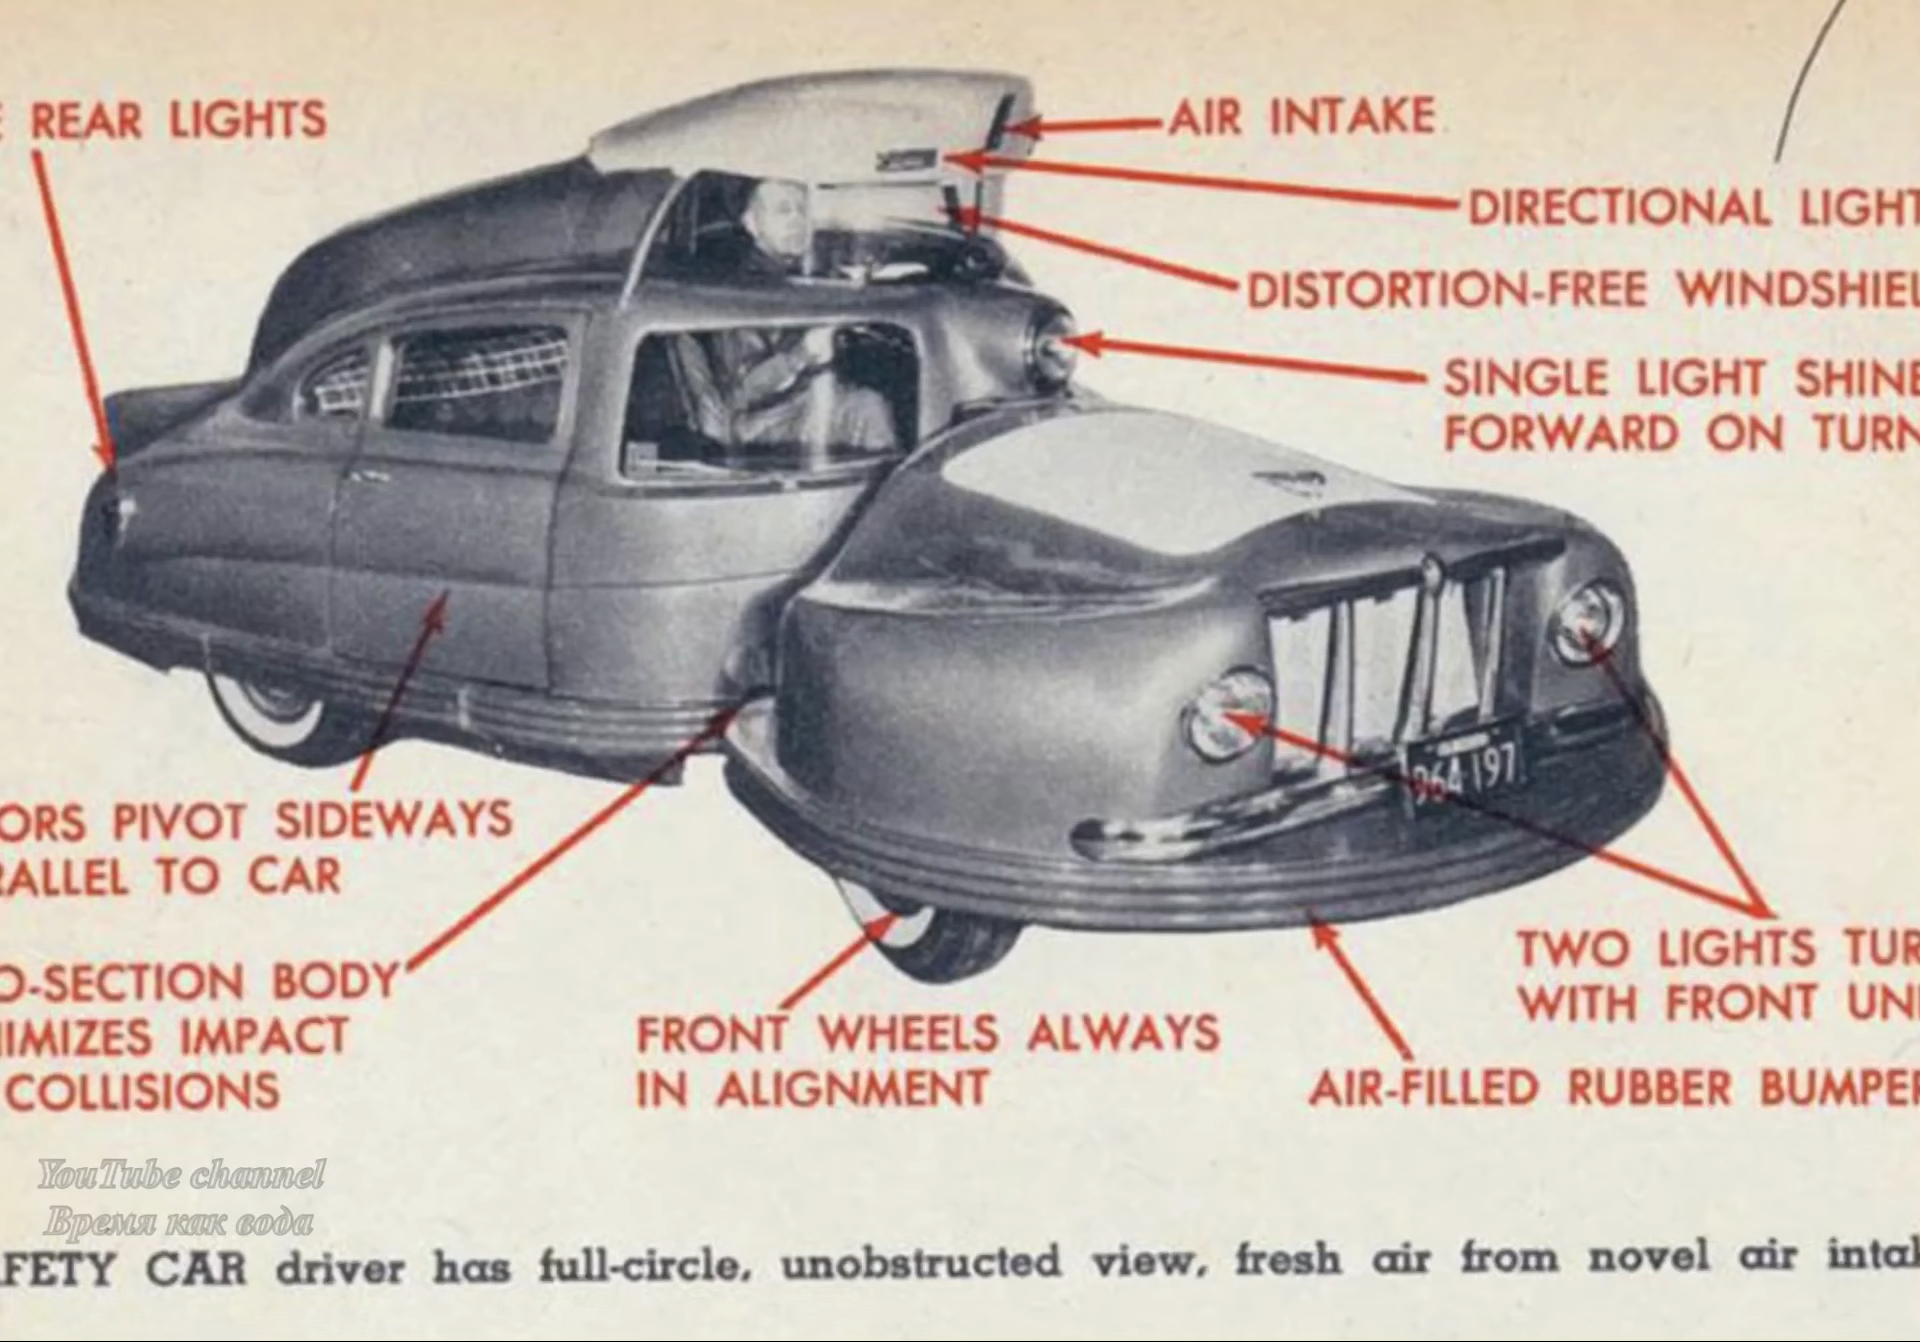 E REAR LIGHTS
AIR INTAKE
DIRECTIONAL LIGHT
DISTORTION-FREE WINDSHIEL
SINGLE LIGHT SHINE
FORWARD ON TURN
ORS PIVOT SIDEWAYS
RALLEL TO CAR
O-SECTION BODY
NIMIZES IMPACT
COLLISIONS
FRONT WHEELS ALWAYS
IN ALIGNMENT
TWO LIGHTS TUR
WITH FRONT UNI
AIR-FILLED RUBBER BUMPER
964 197
YouTube channel
Время как вода
AFETY CAR driver has full-circle, unobstructed view, fresh air from novel air intak